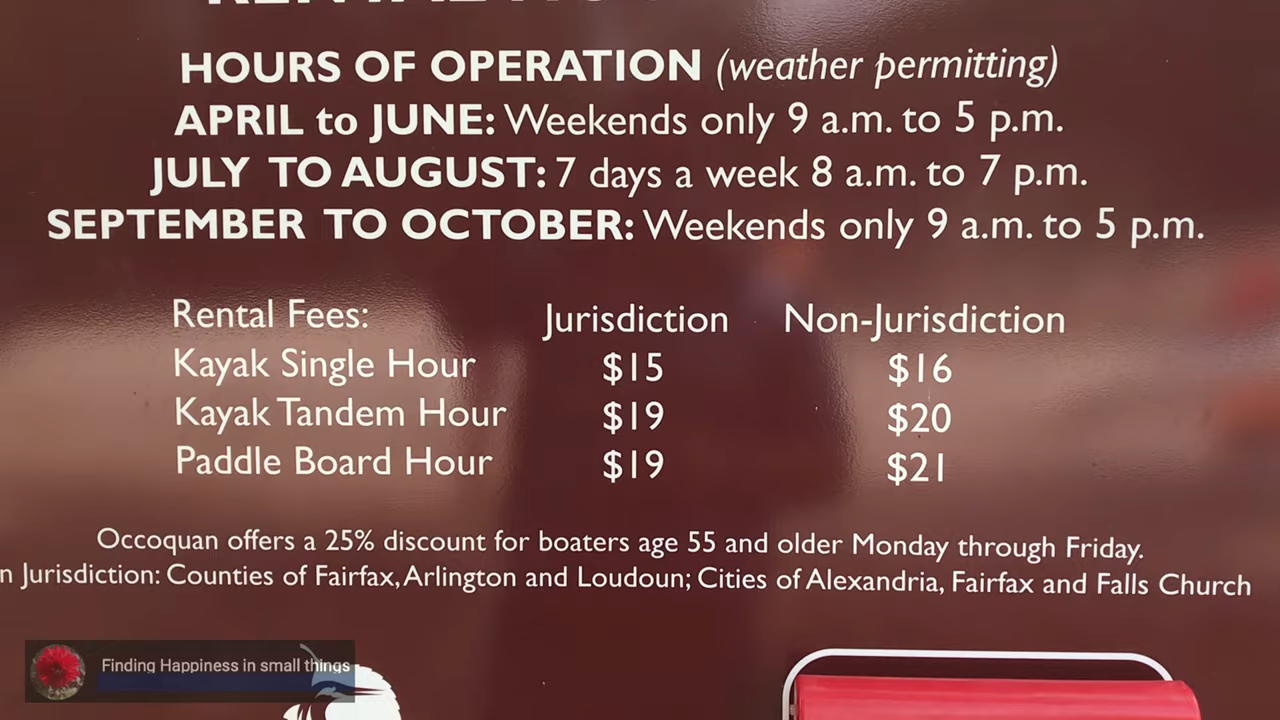 HOURS OF OPERATION (weather permitting)
APRIL to JUNE: Weekends only 9 a.m. to 5 p.m.
JULY TO AUGUST: 7 days a week 8 a.m. to 7 p.m.
SEPTEMBER TO OCTOBER: Weekends only 9 a.m. to 5 p.m.
Rental Fees: Jurisdiction Non-Jurisdiction
Kayak Single Hour $15 $16
Kayak Tandem Hour $19 $20
Paddle Board Hour $19 $21
Occoquan offers a 25% discount for boaters age 55 and older Monday through Friday.
n Jurisdiction: Counties of Fairfax, Arlington and Loudoun; Cities of Alexandria, Fairfax and Falls Church
Finding Happiness in small things